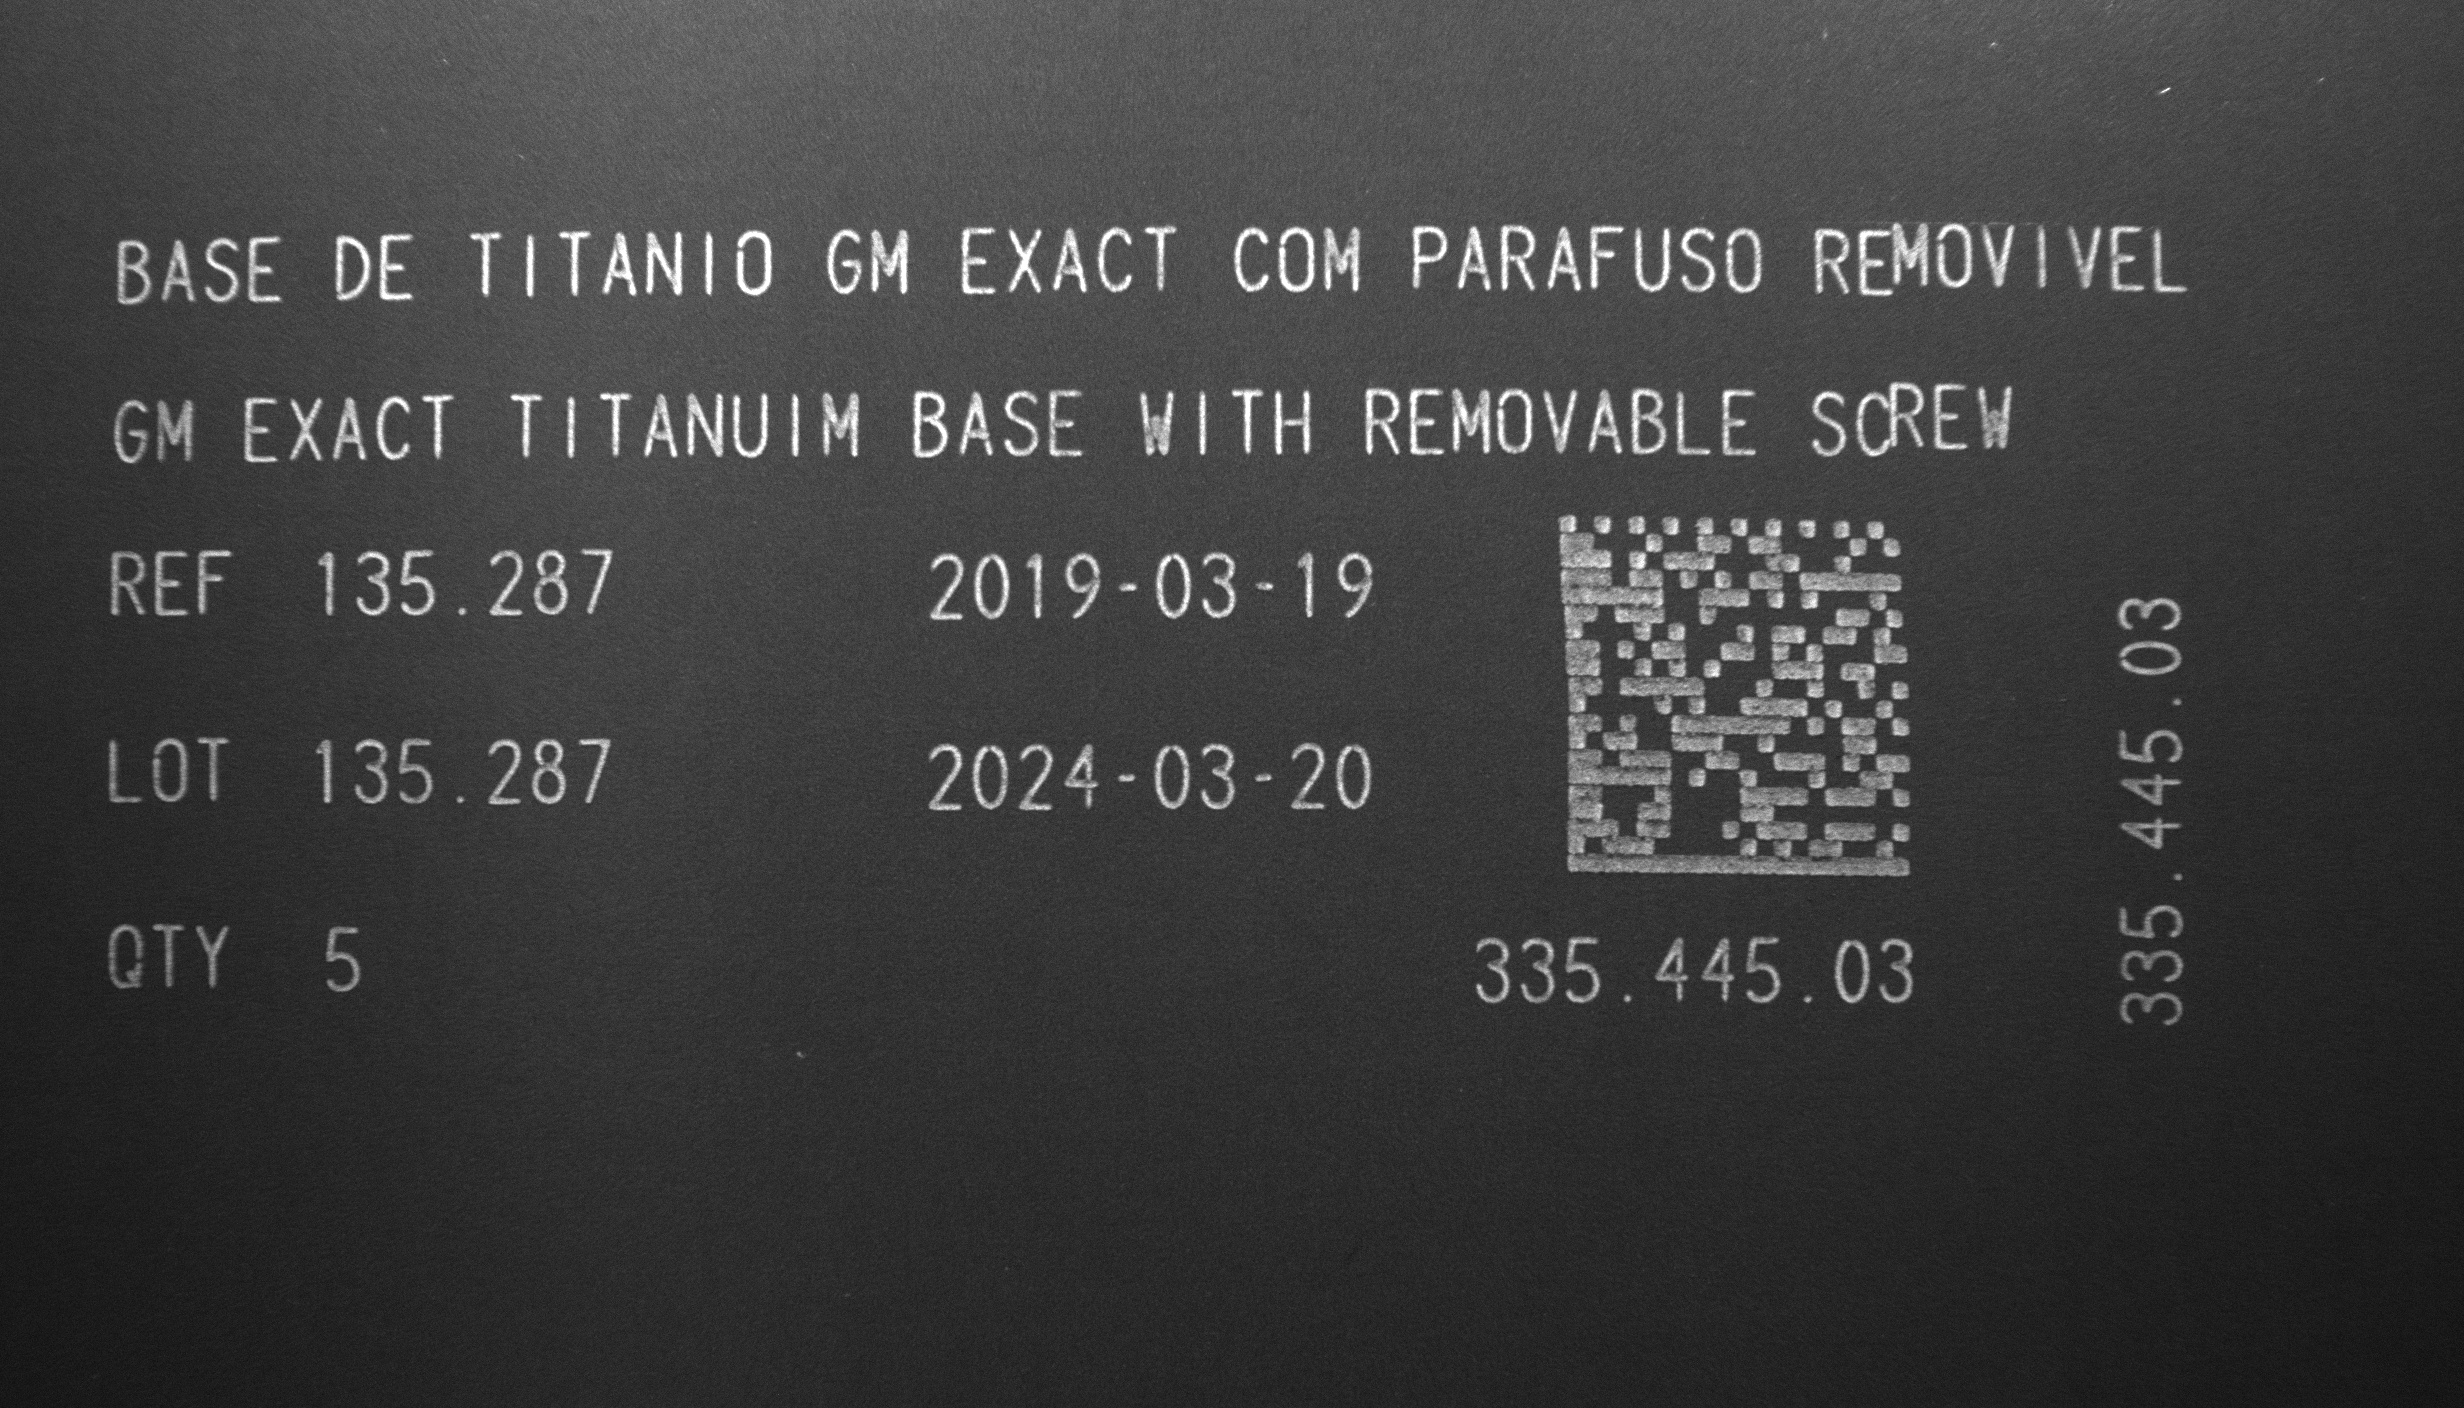 BASE DE TITANIO GM EXACT COM PARAFUSO REMOVIVEL
GM EXACT TITANUIM BASE WITH REMOVABLE SCREW
REF 135.287 2019-03-19
LOT 135.287 2024-03-20
QTY 5
335.445.03
335.445.03